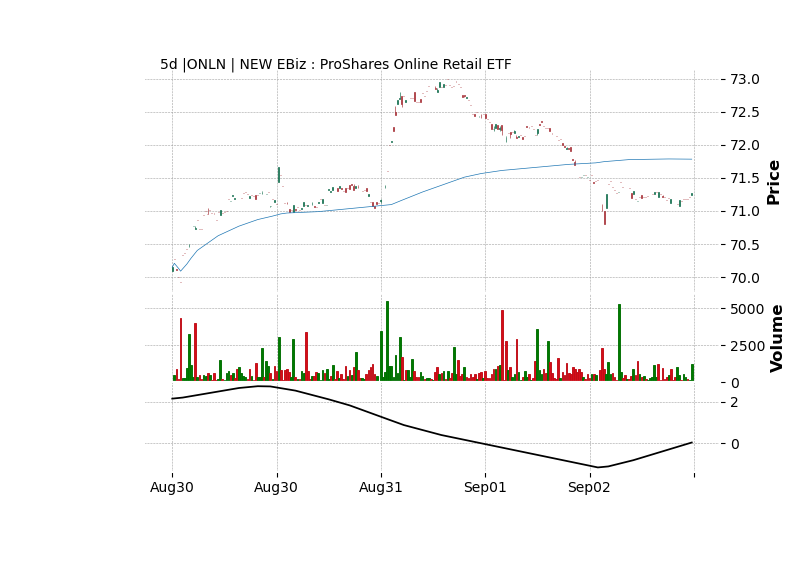 5d |ONLN | NEW EBiz : ProShares Online Retail ETF
73.0
72.5
72.0
71.5
71.0
70.5
70.0
Price
5000
2500
0
Volume
2
0
Aug30
Aug30
Aug31
Sep01
Sep02